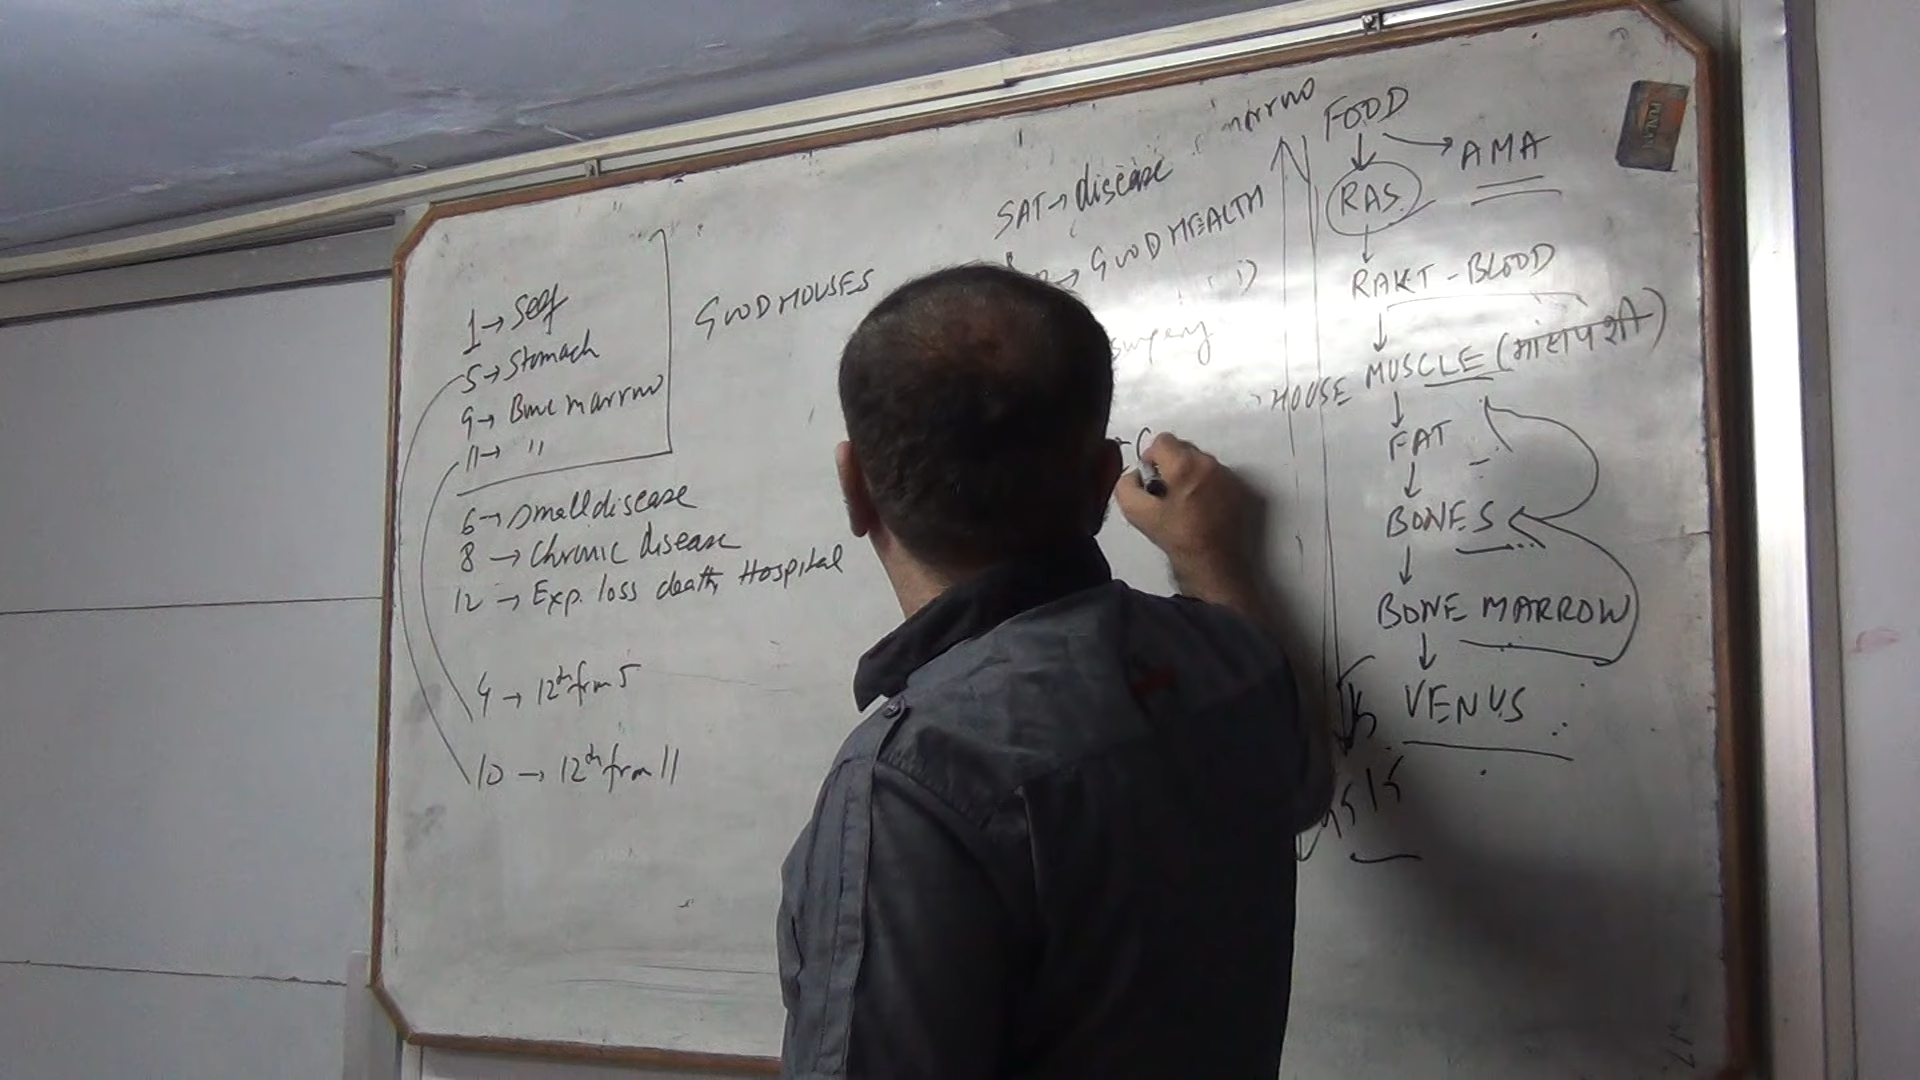 1 → Self
5 → Stomach
9 → Bone marrno
11 → "
GOOD HOUSES
6 → Small disease
8 → Chronic disease
12 → Exp. loss death, Hospital
4 → 12th from 5
10 → 12th from 11
marrno
SAT → disease
→ GOOD HEALTH
surgery
HOUSE
FOOD
→ AMA
RAS.
RAKT - BLOOD
MUSCLE (मांसपेशी)
FAT
BONES
BONE MARROW
VENUS